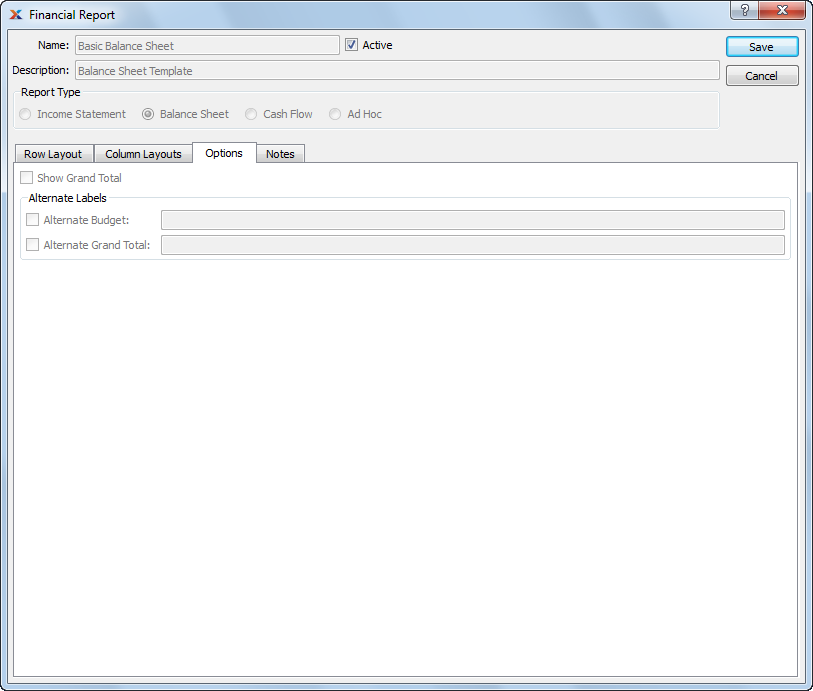 Financial Report
?
Name: Basic Balance Sheet Active
Save
Description: Balance Sheet Template
Cancel
Report Type
Income Statement Balance Sheet Cash Flow Ad Hoc
Row Layout Column Layouts Options Notes
Show Grand Total
Alternate Labels
Alternate Budget:
Alternate Grand Total: